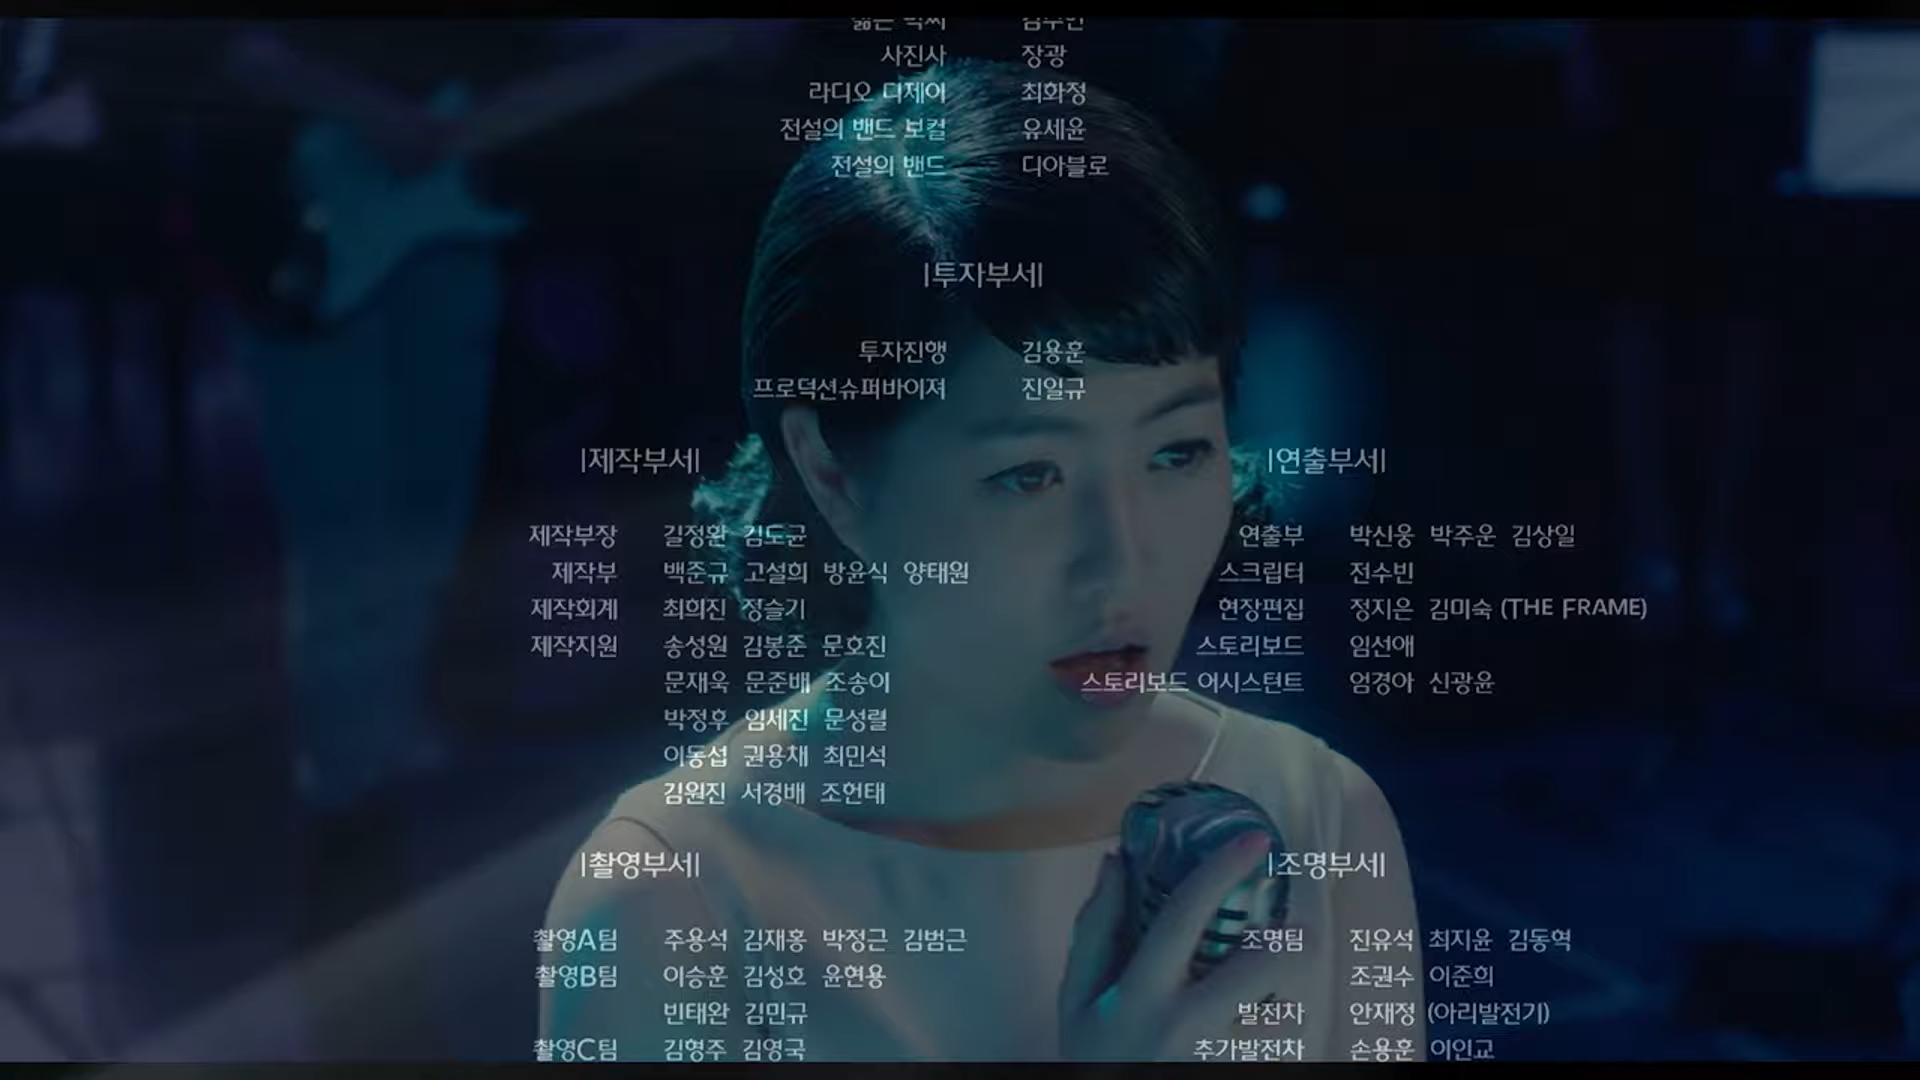 젊은 박씨 김수현
사진사 장광
라디오 디제이 최화정
전설의 밴드 보컬 유세윤
전설의 밴드 디아블로
|투자부서|
투자진행 김용훈
프로덕션슈퍼바이져 진일규
|제작부서|
제작부장 길정환 김도균
제작부 백준규 고설희 방윤식 양태원
제작회계 최희진 정슬기
제작지원 송성원 김봉준 문호진
문재욱 문준배 조송이
박정후 임세진 문성렬
이동섭 권용채 최민석
김원진 서경배 조헌태
|연출부서|
연출부 박신웅 박주운 김상일
스크립터 전수빈
현장편집 정지은 김미숙 (THE FRAME)
스토리보드 임선애
스토리보드 어시스턴트 엄경아 신광윤
|촬영부서|
촬영A팀 주용석 김재홍 박정근 김범근
촬영B팀 이승훈 김성호 윤현용
빈태완 김민규
촬영C팀 김형주 김영국
|조명부서|
조명팀 진유석 최지윤 김동혁
조권수 이준희
발전차 안재정 (아리발전기)
추가발전차 손용훈 이인교